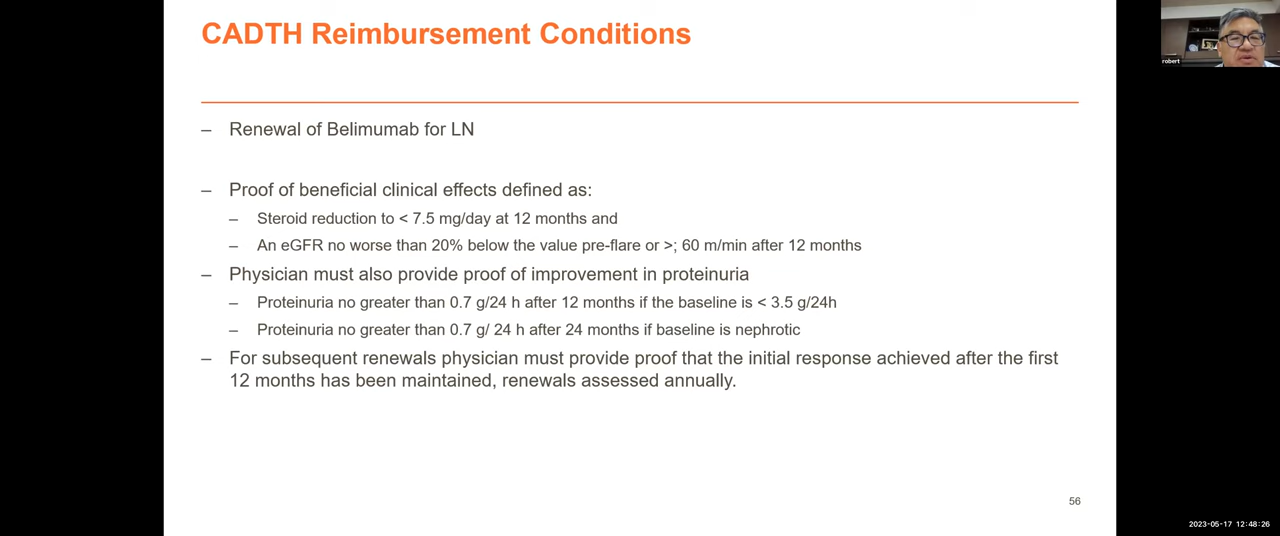 CADTH Reimbursement Conditions
robert
– Renewal of Belimumab for LN
– Proof of beneficial clinical effects defined as:
– Steroid reduction to < 7.5 mg/day at 12 months and
– An eGFR no worse than 20% below the value pre-flare or >; 60 m/min after 12 months
– Physician must also provide proof of improvement in proteinuria
– Proteinuria no greater than 0.7 g/24 h after 12 months if the baseline is < 3.5 g/24h
– Proteinuria no greater than 0.7 g/ 24 h after 24 months if baseline is nephrotic
– For subsequent renewals physician must provide proof that the initial response achieved after the first
12 months has been maintained, renewals assessed annually.
56
2023-05-17 12:48:26